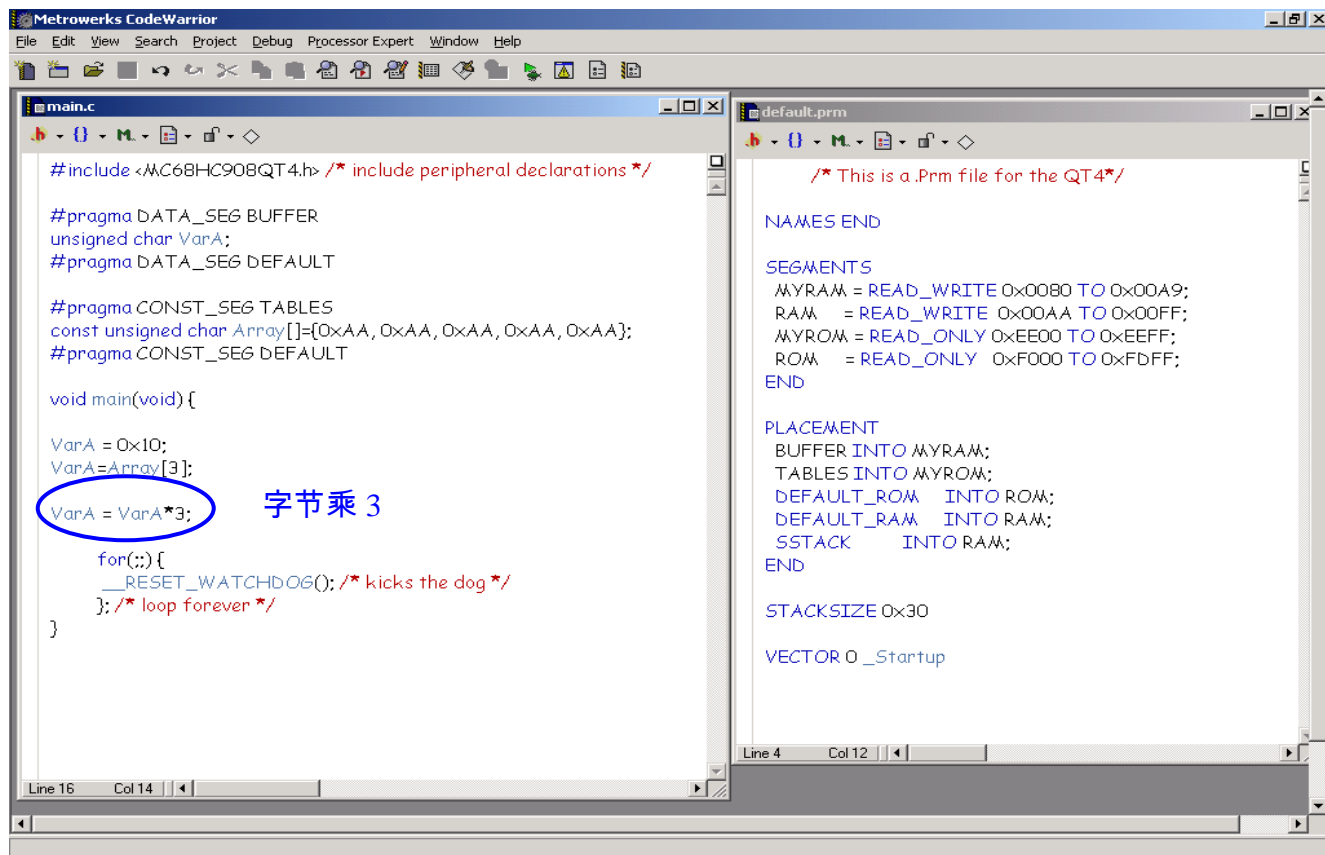 Metrowerks CodeWarrior
File Edit View Search Project Debug Processor Expert Window Help
main.c
#include <MC68HC908QT4.h> /* include peripheral declarations */
#pragma DATA_SEG BUFFER
unsigned char VarA;
#pragma DATA_SEG DEFAULT
#pragma CONST_SEG TABLES
const unsigned char Array[]={0xAA, 0xAA, 0xAA, 0xAA, 0xAA};
#pragma CONST_SEG DEFAULT
void main(void) {
VarA = 0x10;
VarA=Array[3];
VarA = VarA*3;
字节乘 3
for(;;) {
__RESET_WATCHDOG(); /* kicks the dog */
}; /* loop forever */
}
Line 16 Col 14
default.prm
/* This is a .Prm file for the QT4*/
NAMES END
SEGMENTS
MYRAM = READ_WRITE 0x0080 TO 0x00A9;
RAM = READ_WRITE 0x00AA TO 0x00FF;
MYROM = READ_ONLY 0xEE00 TO 0xEEFF;
ROM = READ_ONLY 0xF000 TO 0xFDFF;
END
PLACEMENT
BUFFER INTO MYRAM;
TABLES INTO MYROM;
DEFAULT_ROM INTO ROM;
DEFAULT_RAM INTO RAM;
SSTACK INTO RAM;
END
STACKSIZE 0x30
VECTOR 0 _Startup
Line 4 Col 12